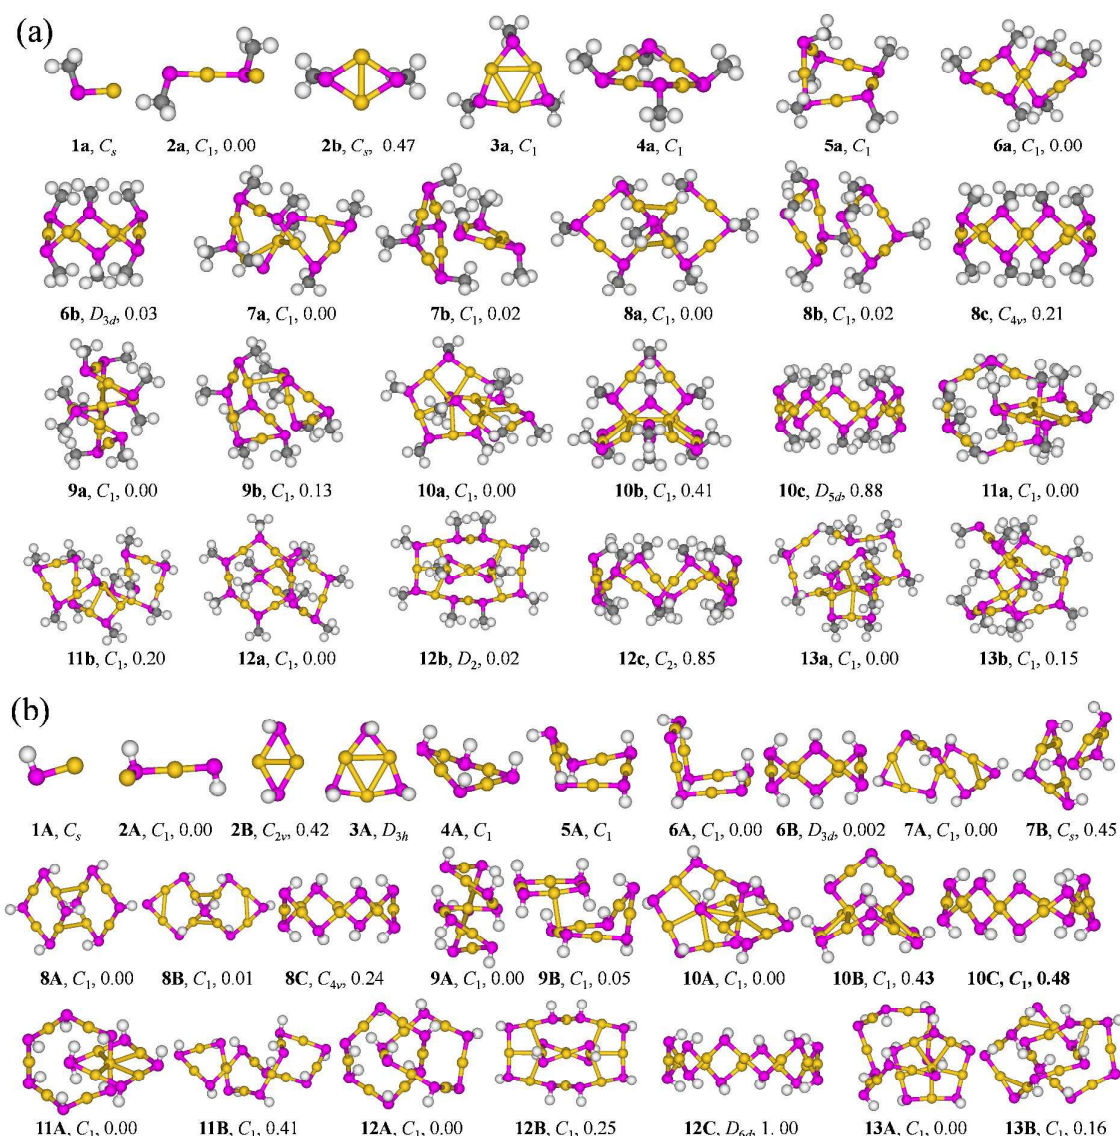 (a)
1a, Cs 2a, C1, 0.00 2b, Cs, 0.47 3a, C1 4a, C1 5a, C1 6a, C1, 0.00
6b, D3d, 0.03 7a, C1, 0.00 7b, C1, 0.02 8a, C1, 0.00 8b, C1, 0.02 8c, C4v, 0.21
9a, C1, 0.00 9b, C1, 0.13 10a, C1, 0.00 10b, C1, 0.41 10c, D5d, 0.88 11a, C1, 0.00
11b, C1, 0.20 12a, C1, 0.00 12b, D2, 0.02 12c, C2, 0.85 13a, C1, 0.00 13b, C1, 0.15
(b)
1A, Cs 2A, C1, 0.00 2B, C2v, 0.42 3A, D3h 4A, C1 5A, C1 6A, C1, 0.00 6B, D3d, 0.002 7A, C1, 0.00 7B, Cs, 0.45
8A, C1, 0.00 8B, C1, 0.01 8C, C4v, 0.24 9A, C1, 0.00 9B, C1, 0.05 10A, C1, 0.00 10B, C1, 0.43 10C, C1, 0.48
11A, C1, 0.00 11B, C1, 0.41 12A, C1, 0.00 12B, C1, 0.25 12C, D6d, 1.00 13A, C1, 0.00 13B, C1, 0.16